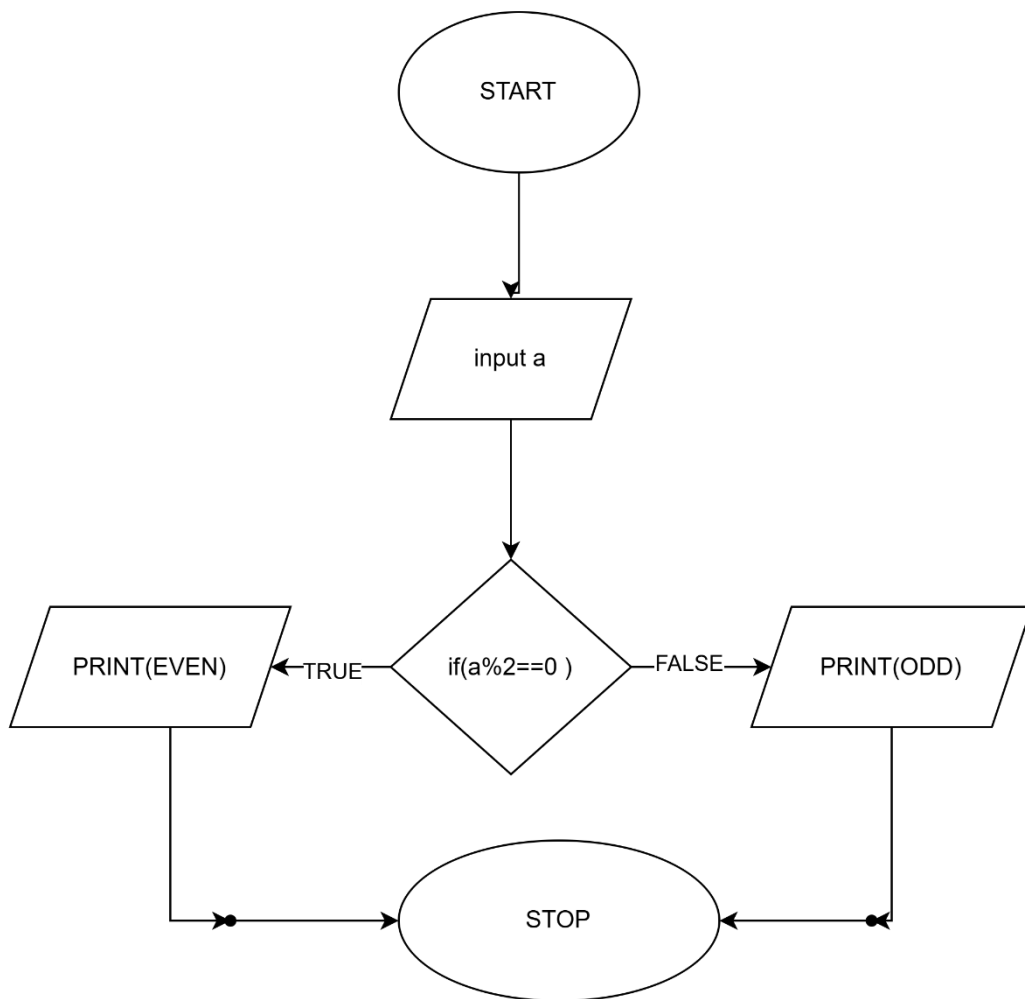 START
input a
PRINT(EVEN)
TRUE
if(a%2==0 )
FALSE
PRINT(ODD)
STOP